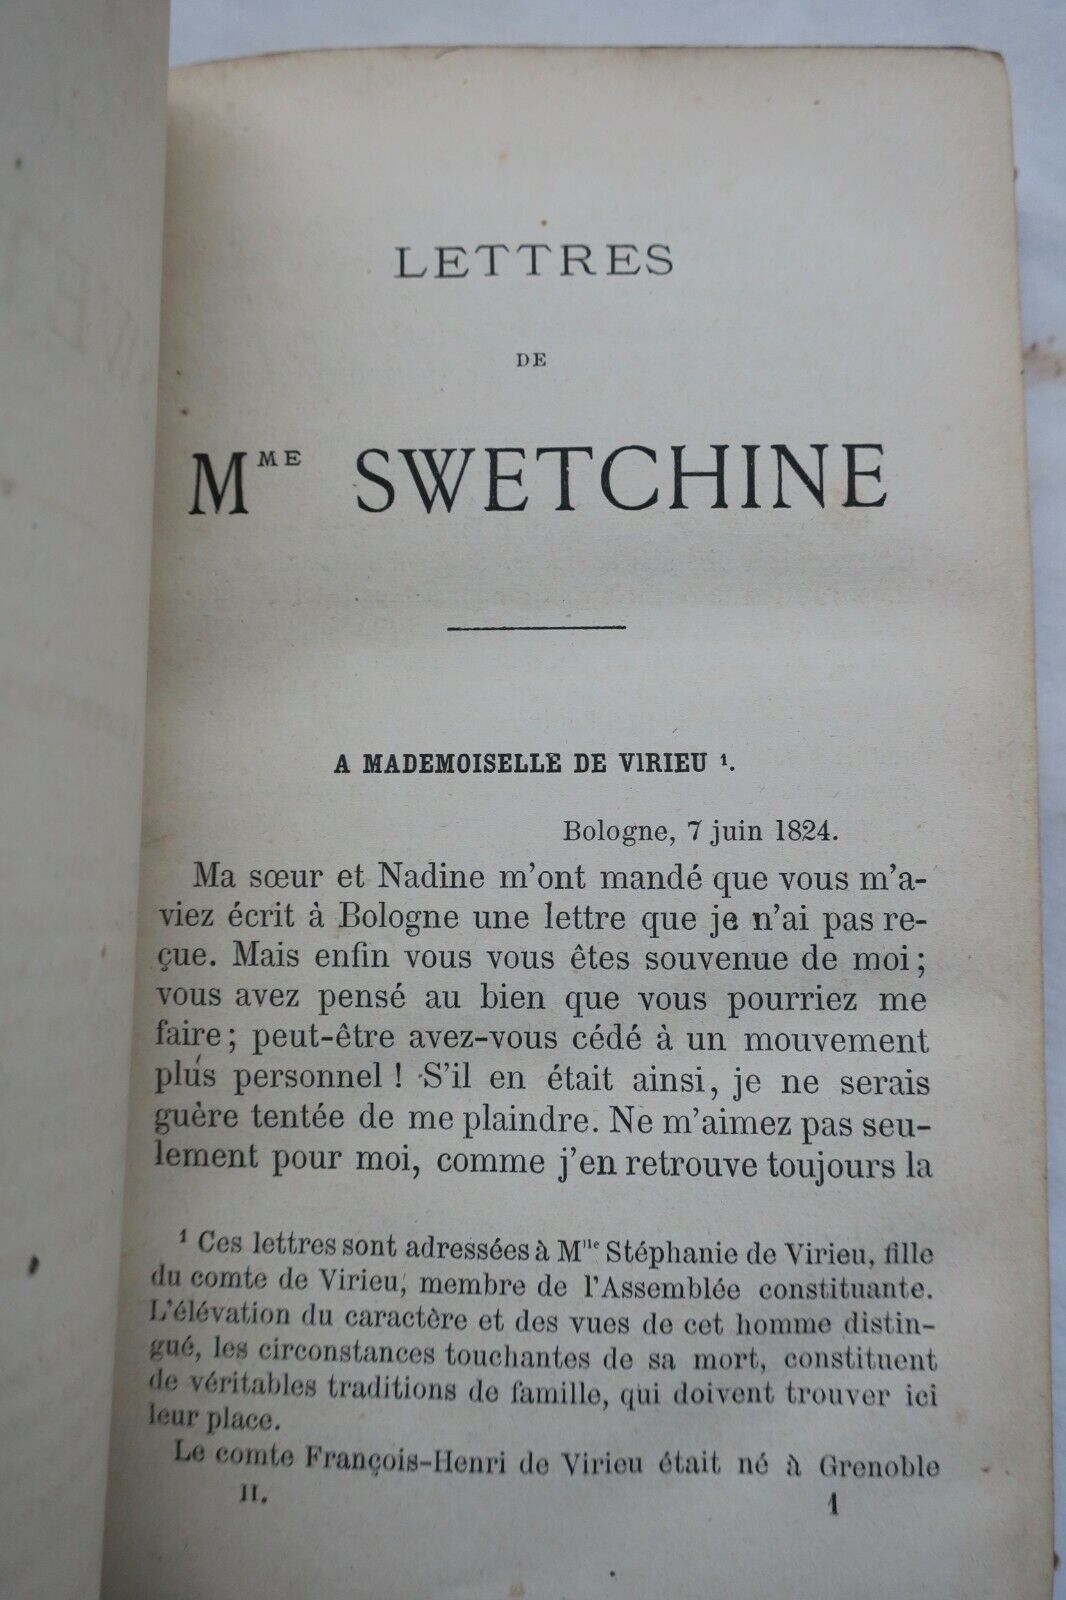 LETTRES
DE
Mᵐᵉ SWETCHINE
A MADEMOISELLE DE VIRIEU ¹.
Bologne, 7 juin 1824.
Ma sœur et Nadine m'ont mandé que vous m'a-
viez écrit à Bologne une lettre que je n'ai pas re-
çue. Mais enfin vous vous êtes souvenue de moi;
vous avez pensé au bien que vous pourriez me
faire; peut-être avez-vous cédé à un mouvement
plus personnel ! S'il en était ainsi, je ne serais
guère tentée de me plaindre. Ne m'aimez pas seu-
lement pour moi, comme j'en retrouve toujours la
¹ Ces lettres sont adressées à Mˡˡᵉ Stéphanie de Virieu, fille
du comte de Virieu, membre de l'Assemblée constituante.
L'élévation du caractère et des vues de cet homme distin-
gué, les circonstances touchantes de sa mort, constituent
de véritables traditions de famille, qui doivent trouver ici
leur place.
Le comte François-Henri de Virieu était né à Grenoble
II. 1